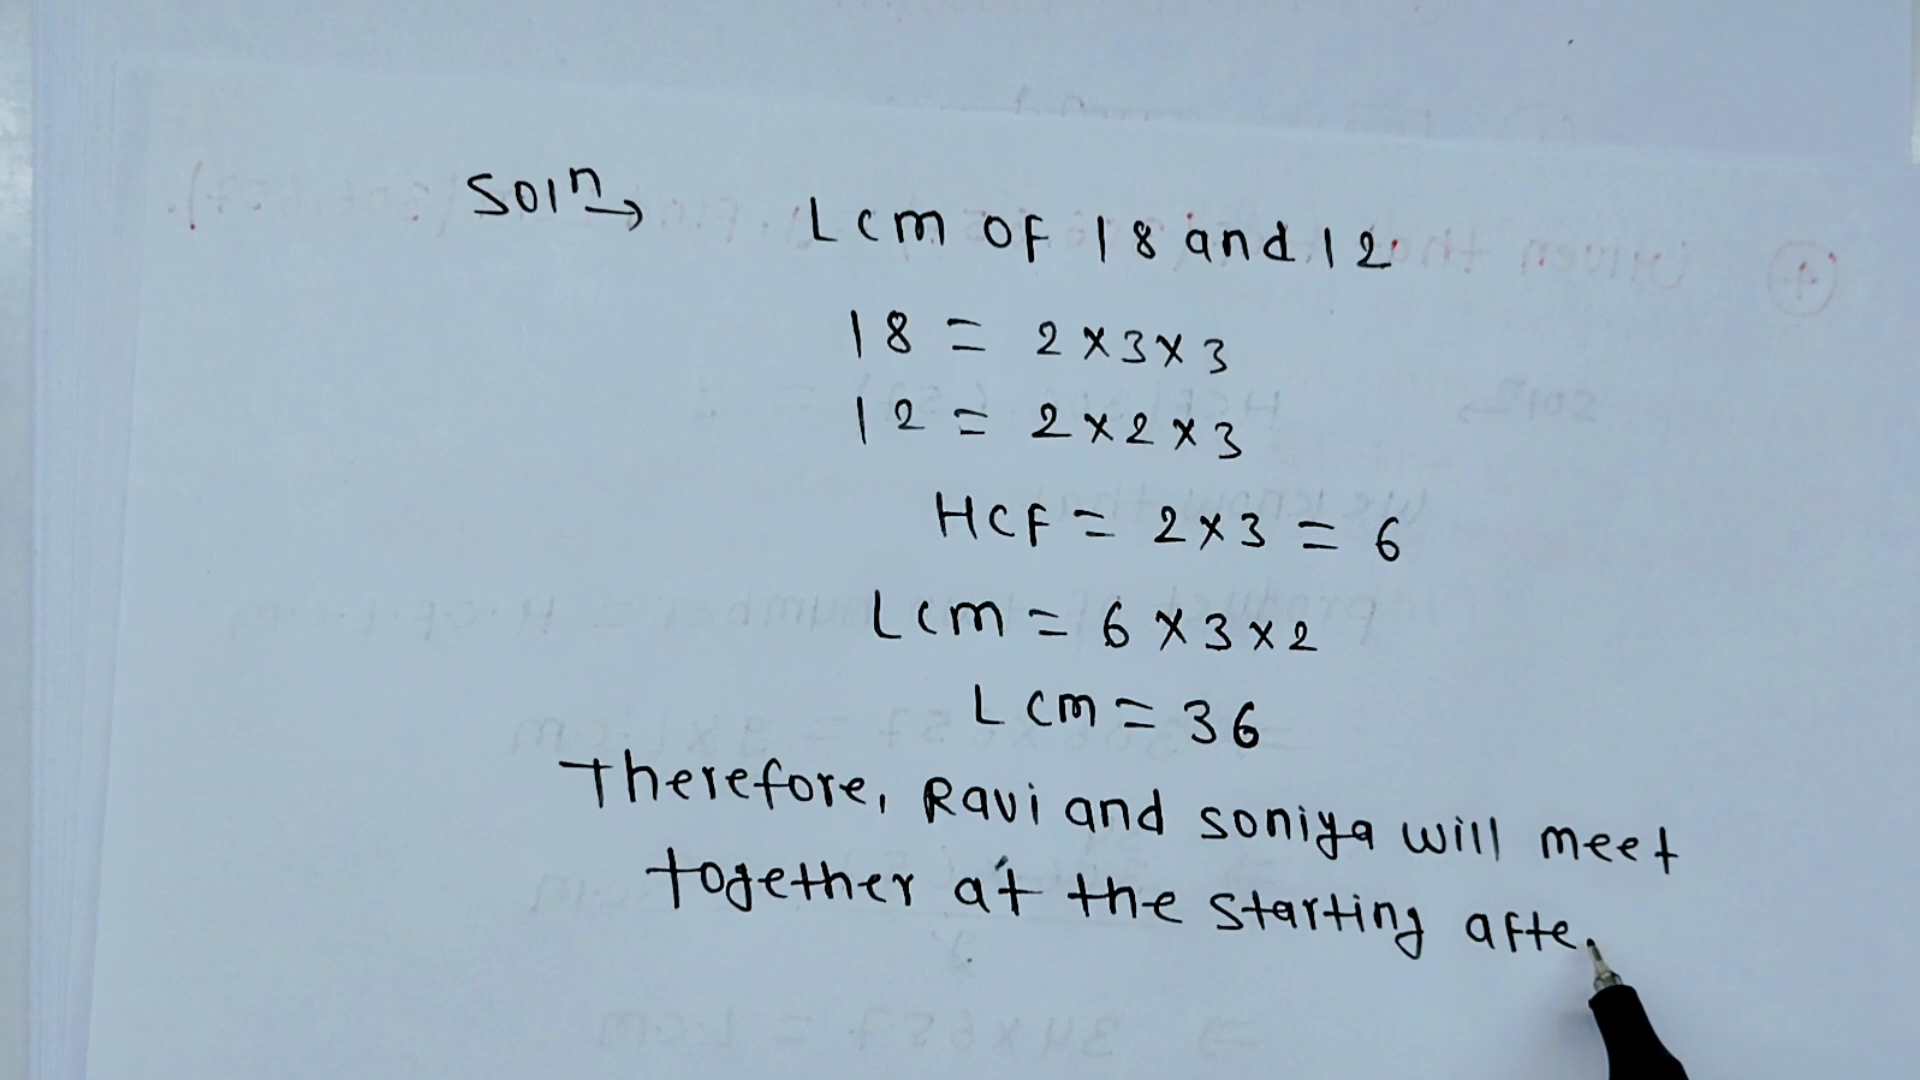 Soln→ Lcm OF 18 and 12
18 = 2×3×3
12 = 2×2×3
HCF = 2×3 = 6
Lcm = 6×3×2
Lcm = 36
Therefore, Ravi and soniya will meet
together at the starting afte